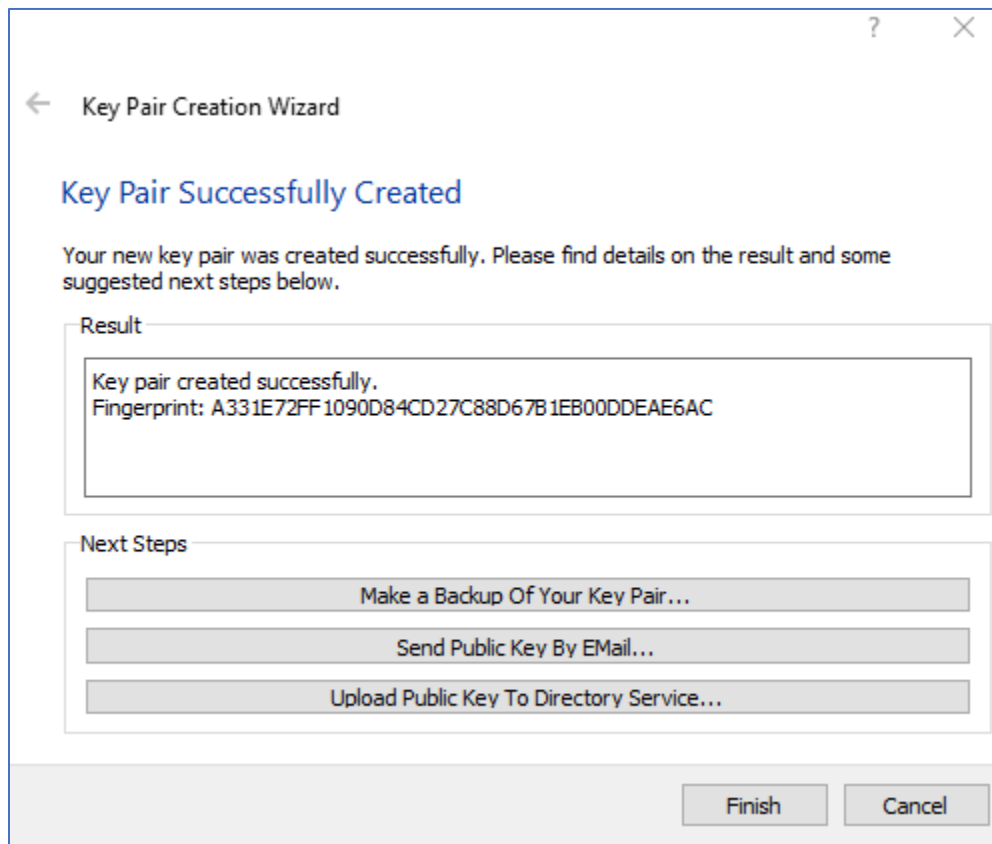 ?
Key Pair Creation Wizard
Key Pair Successfully Created
Your new key pair was created successfully. Please find details on the result and some
suggested next steps below.
Result
Key pair created successfully.
Fingerprint: A331E72FF1090D84CD27C88D67B1EB00DDEAE6AC
Next Steps
Make a Backup Of Your Key Pair...
Send Public Key By EMail...
Upload Public Key To Directory Service...
Finish Cancel